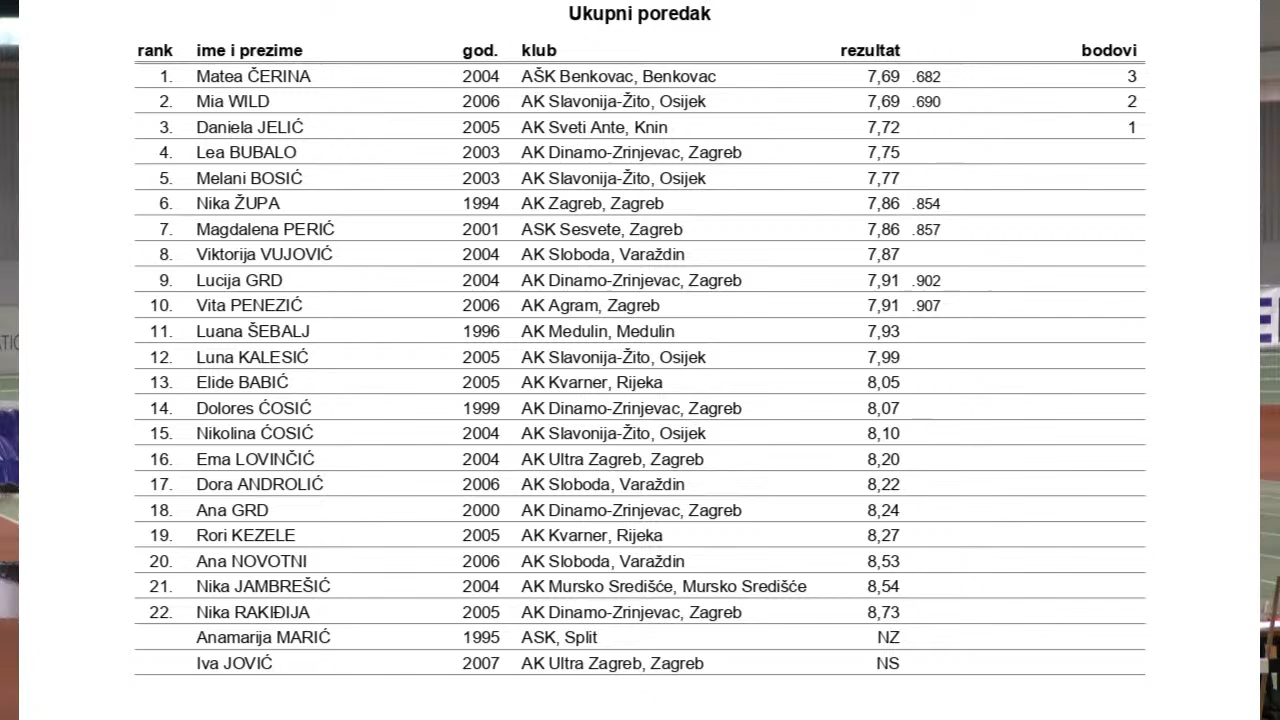 Ukupni poredak
rank ime i prezime god. klub rezultat bodovi
1. Matea ČERINA 2004 AŠK Benkovac, Benkovac 7,69 .682 3
2. Mia WILD 2006 AK Slavonija-Žito, Osijek 7,69 .690 2
3. Daniela JELIĆ 2005 AK Sveti Ante, Knin 7,72 1
4. Lea BUBALO 2003 AK Dinamo-Zrinjevac, Zagreb 7,75
5. Melani BOSIĆ 2003 AK Slavonija-Žito, Osijek 7,77
6. Nika ŽUPA 1994 AK Zagreb, Zagreb 7,86 .854
7. Magdalena PERIĆ 2001 ASK Sesvete, Zagreb 7,86 .857
8. Viktorija VUJOVIĆ 2004 AK Sloboda, Varaždin 7,87
9. Lucija GRD 2004 AK Dinamo-Zrinjevac, Zagreb 7,91 .902
10. Vita PENEZIĆ 2006 AK Agram, Zagreb 7,91 .907
11. Luana ŠEBALJ 1996 AK Medulin, Medulin 7,93
12. Luna KALESIĆ 2005 AK Slavonija-Žito, Osijek 7,99
13. Elide BABIĆ 2005 AK Kvarner, Rijeka 8,05
14. Dolores ĆOSIĆ 1999 AK Dinamo-Zrinjevac, Zagreb 8,07
15. Nikolina ĆOSIĆ 2004 AK Slavonija-Žito, Osijek 8,10
16. Ema LOVINČIĆ 2004 AK Ultra Zagreb, Zagreb 8,20
17. Dora ANDROLIĆ 2006 AK Sloboda, Varaždin 8,22
18. Ana GRD 2000 AK Dinamo-Zrinjevac, Zagreb 8,24
19. Rori KEZELE 2005 AK Kvarner, Rijeka 8,27
20. Ana NOVOTNI 2006 AK Sloboda, Varaždin 8,53
21. Nika JAMBREŠIĆ 2004 AK Mursko Središće, Mursko Središće 8,54
22. Nika RAKIĐIJA 2005 AK Dinamo-Zrinjevac, Zagreb 8,73
Anamarija MARIĆ 1995 ASK, Split NZ
Iva JOVIĆ 2007 AK Ultra Zagreb, Zagreb NS